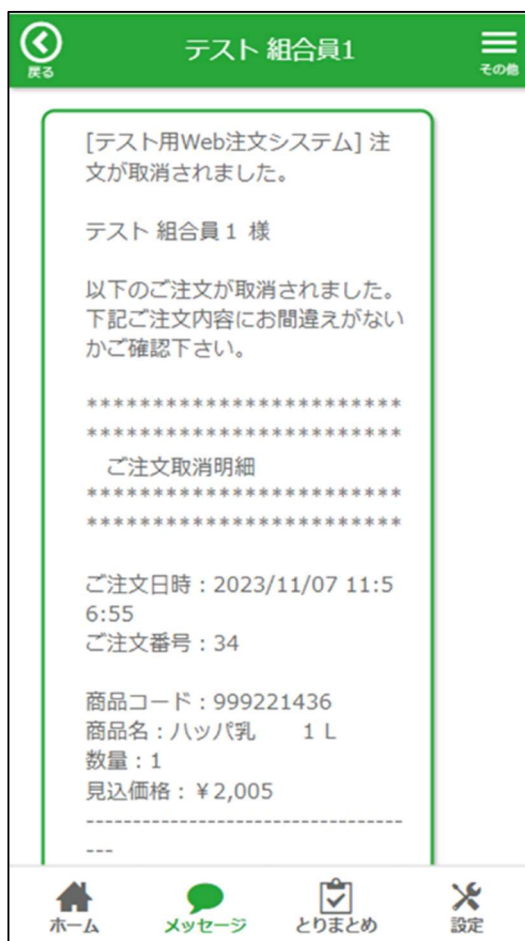 テスト 組合員1
戻る
その他
[テスト用Web注文システム] 注
文が取消されました。
テスト 組合員１ 様
以下のご注文が取消されました。
下記ご注文内容にお間違えがない
かご確認下さい。
************************
************************
ご注文取消明細
************************
************************
ご注文日時：2023/11/07 11:5
6:55
ご注文番号：34
商品コード：999221436
商品名：ハッパ乳　　１Ｌ
数量：1
見込価格：￥2,005
----------------------------------
---
ホーム
メッセージ
とりまとめ
設定